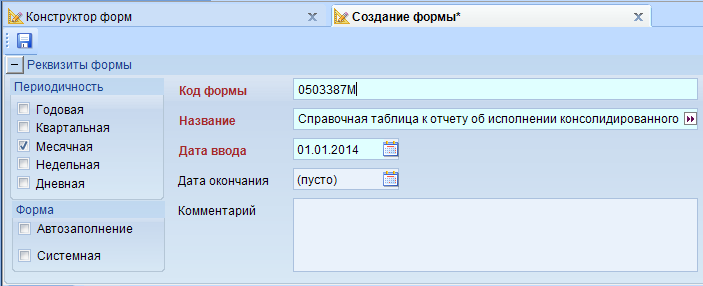 Конструктор форм
Создание формы*
Реквизиты формы
Периодичность
Годовая
Квартальная
Месячная
Недельная
Дневная
Форма
Автозаполнение
Системная
Код формы 0503387М
Название Справочная таблица к отчету об исполнении консолидированного
Дата ввода 01.01.2014
Дата окончания (пусто)
Комментарий